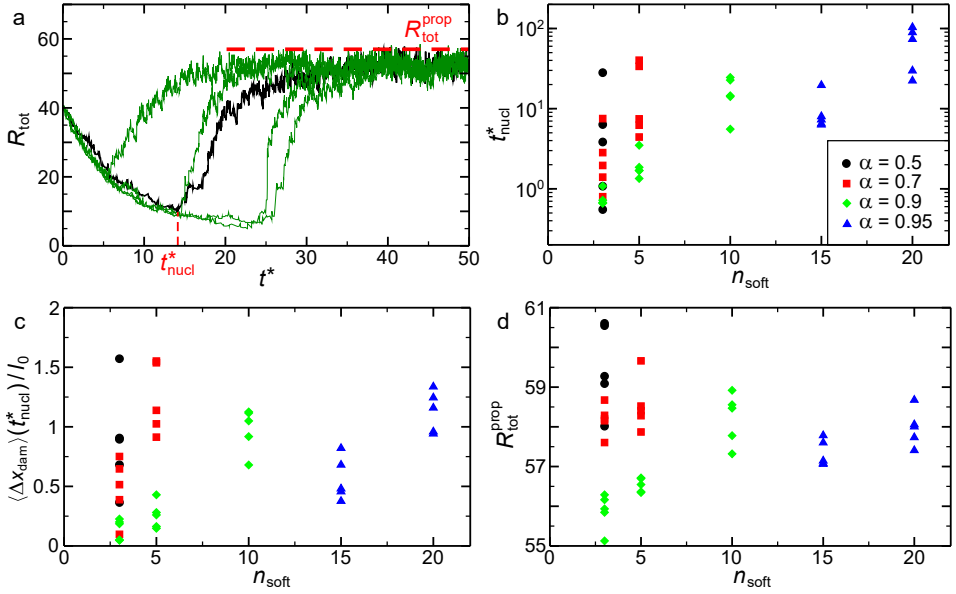 a
R_tot^prop
60
40
20
0
R_tot
0 10 20 30 40 50
t*_nucl
t*
b
10^2
10^1
10^0
t*_nucl
α = 0.5
α = 0.7
α = 0.9
α = 0.95
0 5 10 15 20
n_soft
c
2
1.5
1
0.5
0
⟨Δx_dam⟩(t*_nucl) / l_0
0 5 10 15 20
n_soft
d
61
59
57
55
R_tot^prop
0 5 10 15 20
n_soft